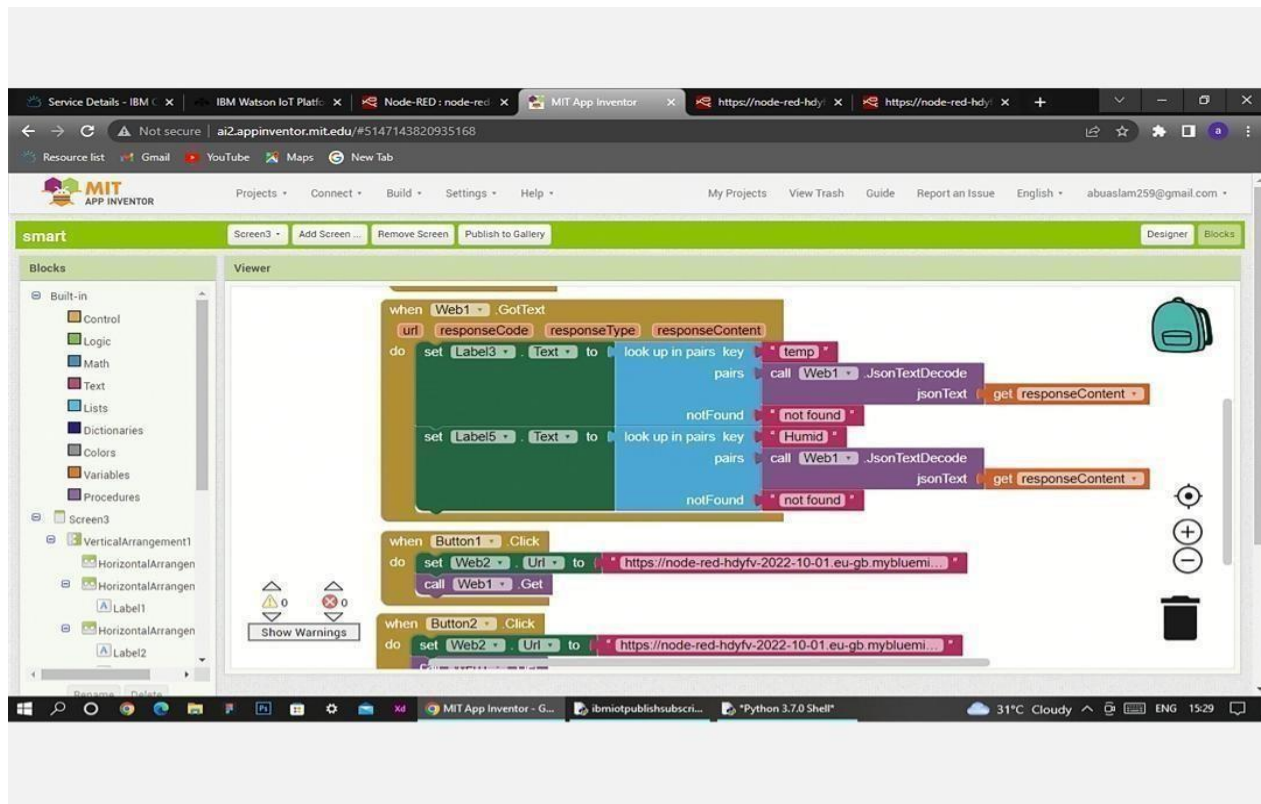 Service Details - IBM C
IBM Watson IoT Platfo
Node-RED : node-red
MIT App Inventor
https://node-red-hdy
https://node-red-hdy
Not secure | ai2.appinventor.mit.edu/#5147143820935168
a
Resource list Gmail YouTube Maps New Tab
MIT
APP INVENTOR
Projects Connect Build Settings Help My Projects View Trash Guide Report an Issue English abuaslam259@gmail.com
smart Screen3 Add Screen ... Remove Screen Publish to Gallery Designer Blocks
Blocks Viewer
Built-in
Control
Logic
Math
Text
Lists
Dictionaries
Colors
Variables
Procedures
Screen3
VerticalArrangement1
HorizontalArrangen
HorizontalArrangen
A Label1
HorizontalArrangen
A Label2
Rename Delete
when Web1 .GotText
url responseCode responseType responseContent
do set Label3 . Text to look up in pairs key " temp "
pairs call Web1 .JsonTextDecode
jsonText get responseContent
notFound " not found "
set Label5 . Text to look up in pairs key " Humid "
pairs call Web1 .JsonTextDecode
jsonText get responseContent
notFound " not found "
when Button1 .Click
do set Web2 . Url to " https://node-red-hdyfv-2022-10-01.eu-gb.mybluemi... "
call Web1 .Get
when Button2 .Click
do set Web2 . Url to " https://node-red-hdyfv-2022-10-01.eu-gb.mybluemi... "
0 0
Show Warnings
Ps Xd MIT App Inventor - G... ibmiotpublishsubscri... *Python 3.7.0 Shell* 31°C Cloudy ENG 15:29